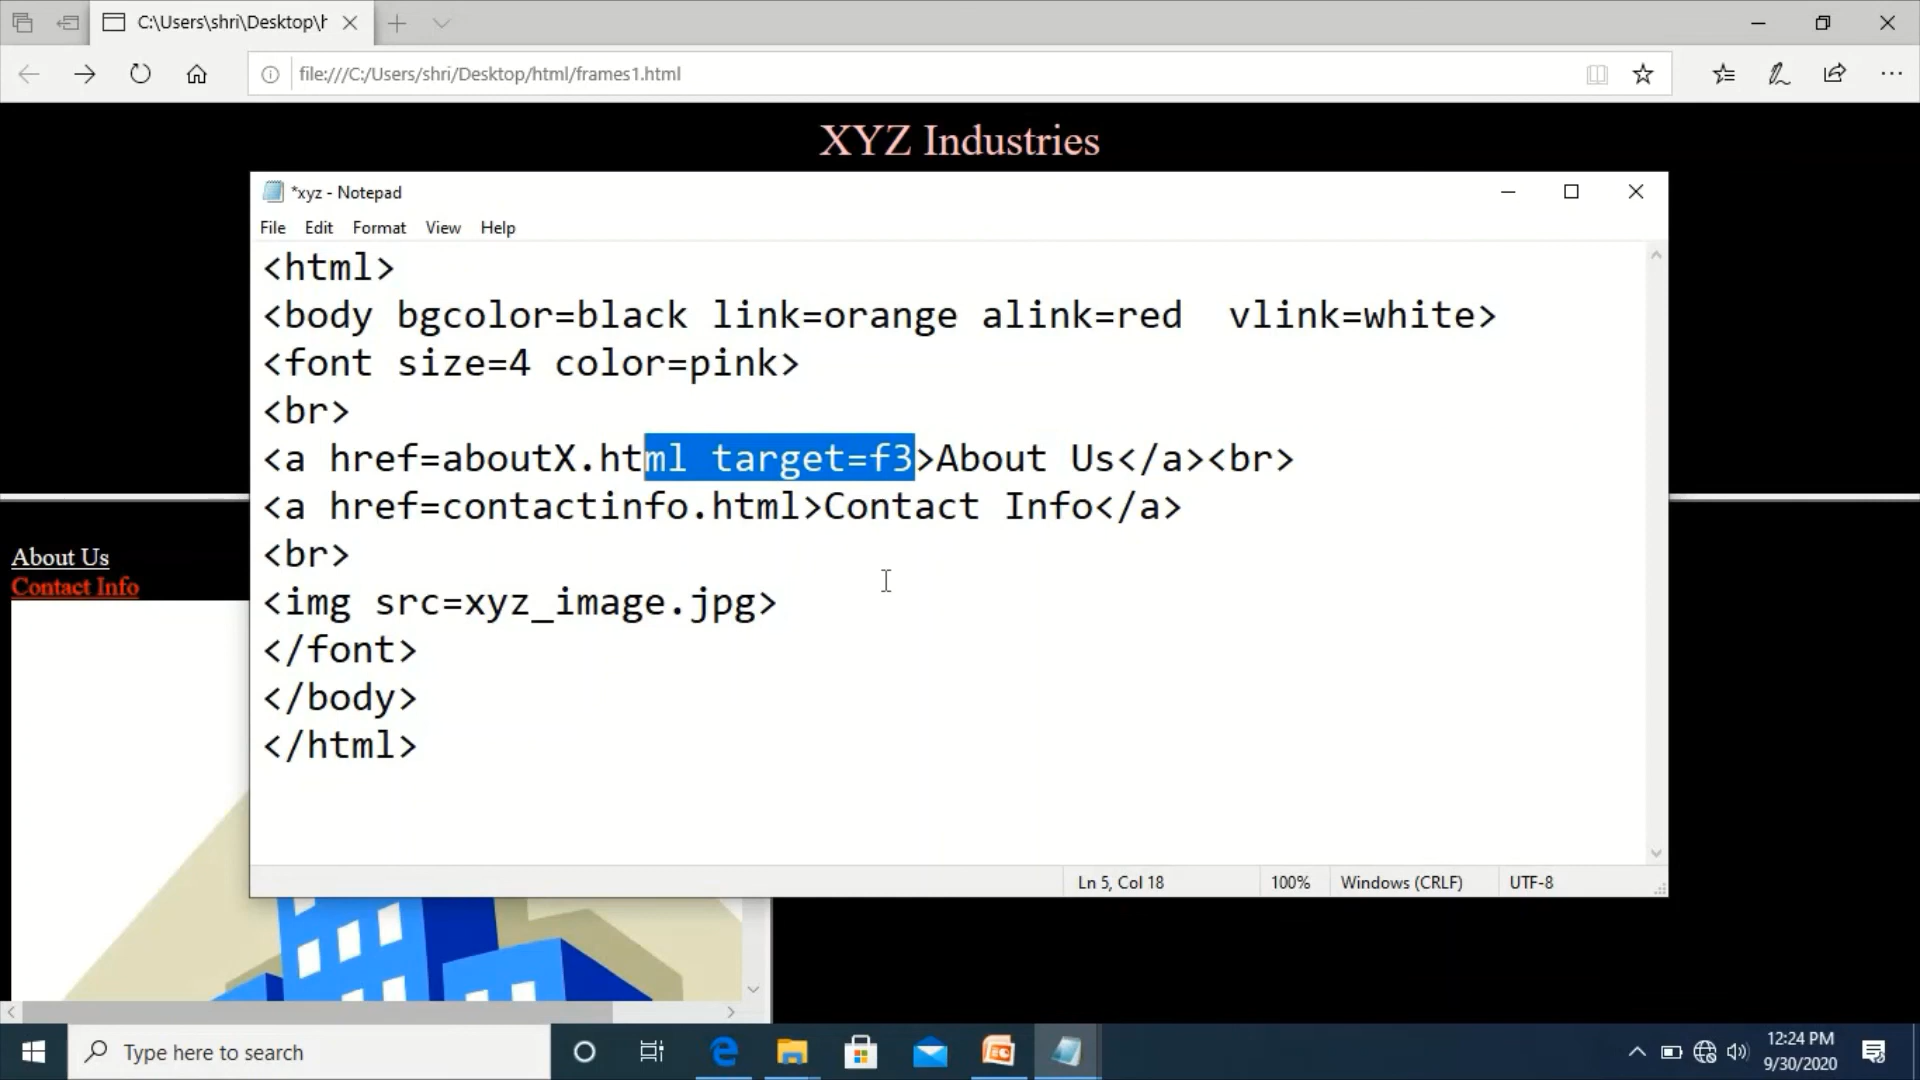 C:\Users\shri\Desktop\h
file:///C:/Users/shri/Desktop/html/frames1.html
XYZ Industries
*xyz - Notepad
File Edit Format View Help
<html>
<body bgcolor=black link=orange alink=red  vlink=white>
<font size=4 color=pink>
<br>
<a href=aboutX.html target=f3>About Us</a><br>
<a href=contactinfo.html>Contact Info</a>
<br>
<img src=xyz_image.jpg>
</font>
</body>
</html>
About Us
Contact Info
Ln 5, Col 18 100% Windows (CRLF) UTF-8
Type here to search
12:24 PM
9/30/2020